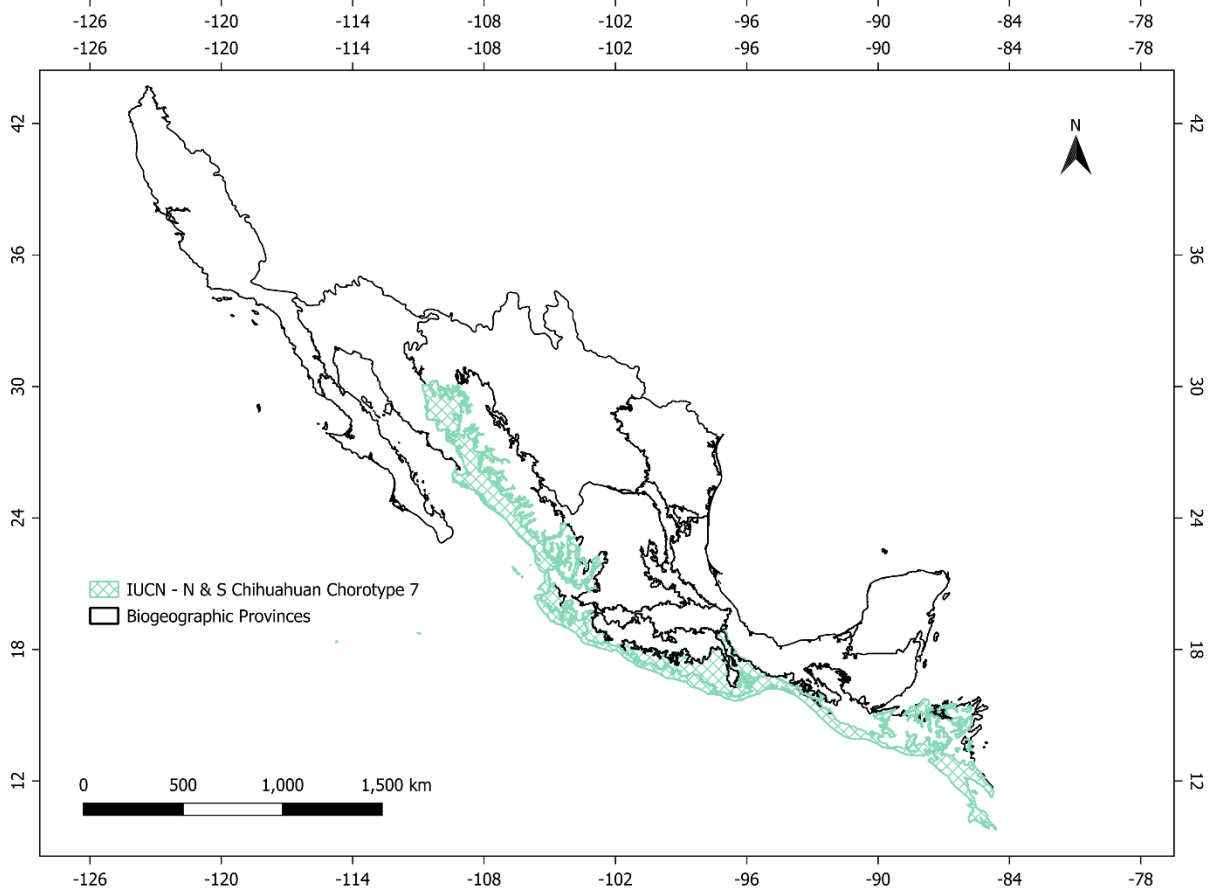 -126 -120 -114 -108 -102 -96 -90 -84 -78
-126 -120 -114 -108 -102 -96 -90 -84 -78
42 42
N
36 36
30 30
24 24
IUCN - N & S Chihuahuan Chorotype 7
Biogeographic Provinces
18 18
12 12
0 500 1,000 1,500 km
-126 -120 -114 -108 -102 -96 -90 -84 -78